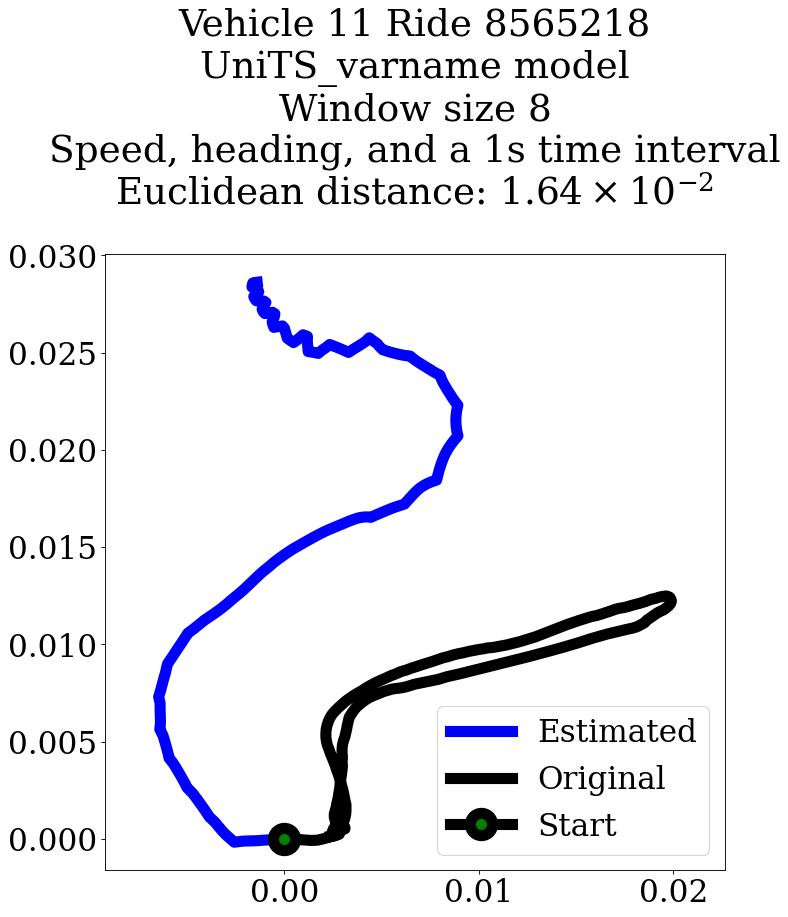 Vehicle 11 Ride 8565218
UniTS_varname model
Window size 8
Speed, heading, and a 1s time interval
Euclidean distance: 1.64 × 10⁻²
0.030
0.025
0.020
0.015
0.010
0.005
0.000
Estimated
Original
Start
0.00 0.01 0.02